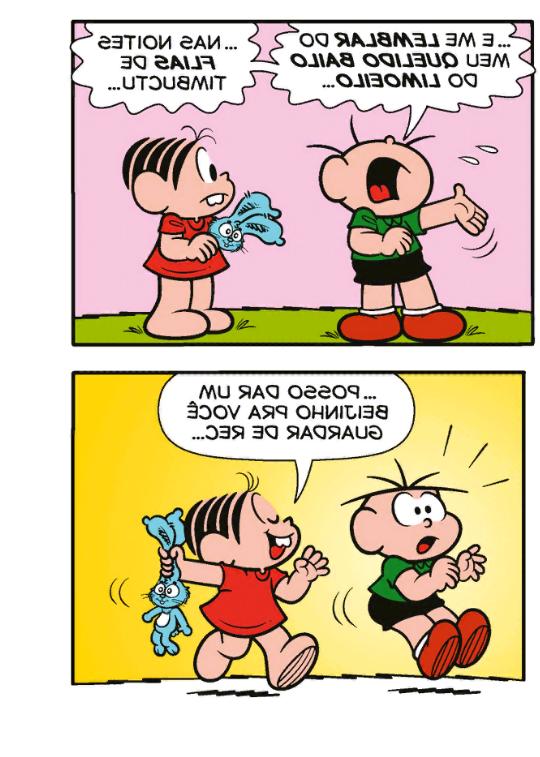 ... E ME LEMBLAR DO
MEU QUELIDO BAILO
DO LIMOEILO...
... NAS NOITES
FLIAS DE
TIMBUCTU...
... POSSO DAR UM
BEIJINHO PRA VOCÊ
GUARDAR DE REC...